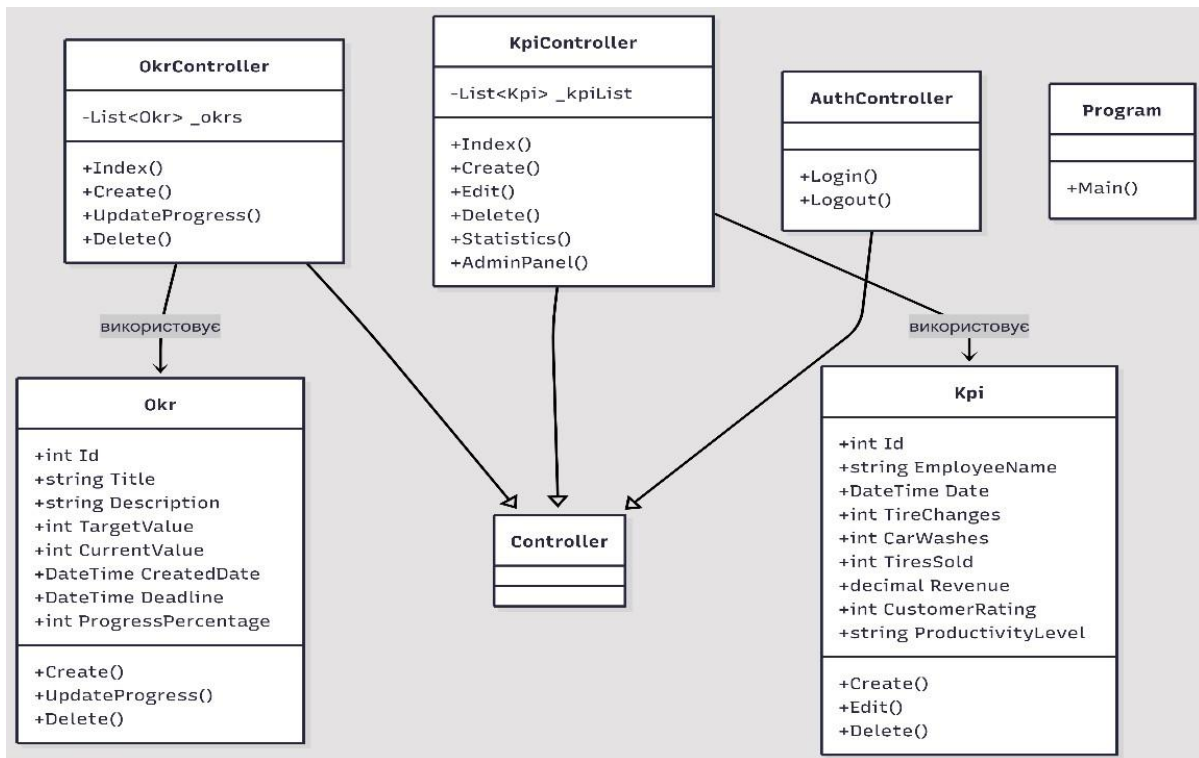 OkrController
-List<Okr> _okrs
+Index()
+Create()
+UpdateProgress()
+Delete()
KpiController
-List<Kpi> _kpiList
+Index()
+Create()
+Edit()
+Delete()
+Statistics()
+AdminPanel()
AuthController
+Login()
+Logout()
Program
+Main()
використовує
використовує
Okr
+int Id
+string Title
+string Description
+int TargetValue
+int CurrentValue
+DateTime CreatedDate
+DateTime Deadline
+int ProgressPercentage
+Create()
+UpdateProgress()
+Delete()
Controller
Kpi
+int Id
+string EmployeeName
+DateTime Date
+int TireChanges
+int CarWashes
+int TiresSold
+decimal Revenue
+int CustomerRating
+string ProductivityLevel
+Create()
+Edit()
+Delete()